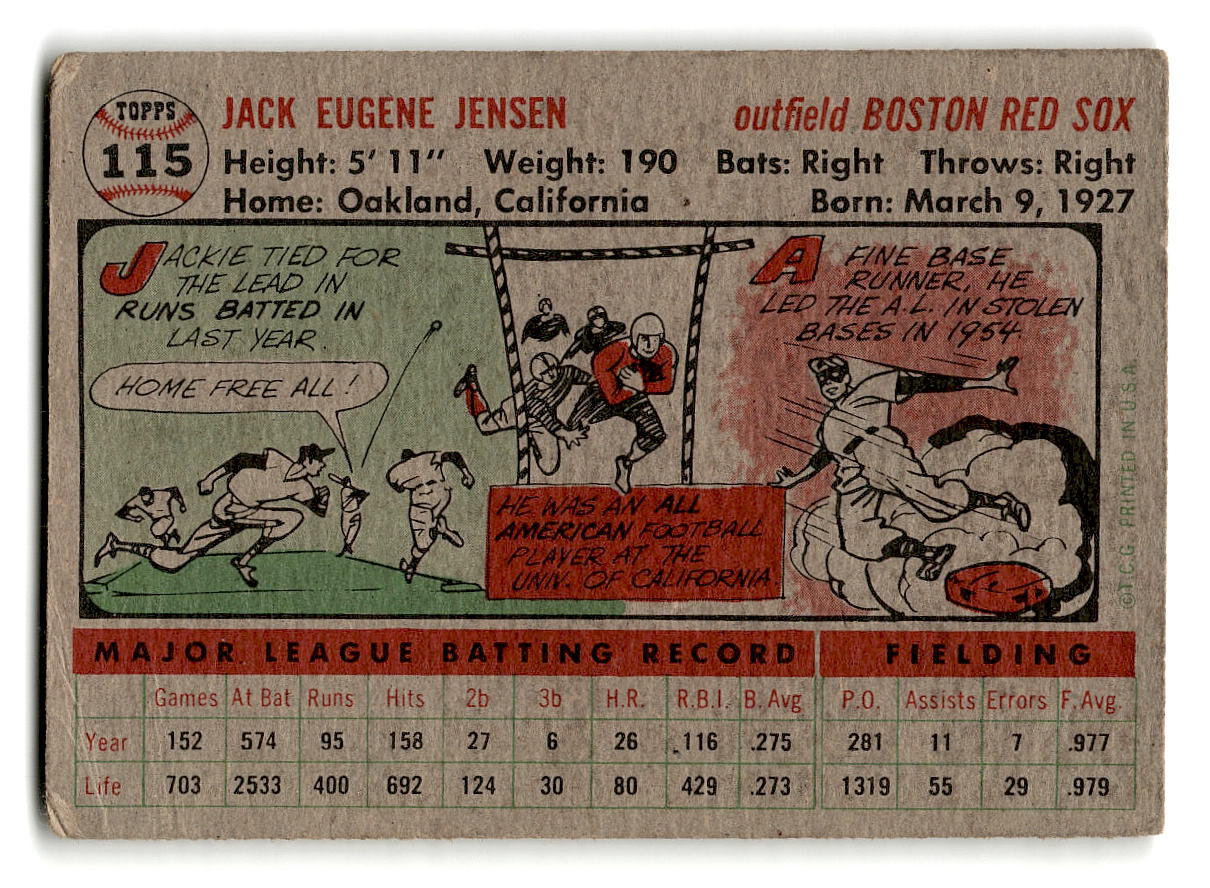 TOPPS
115
JACK EUGENE JENSEN outfield BOSTON RED SOX
Height: 5' 11" Weight: 190 Bats: Right Throws: Right
Home: Oakland, California Born: March 9, 1927
JACKIE TIED FOR
THE LEAD IN
RUNS BATTED IN
LAST YEAR.
HOME FREE ALL!
HE WAS AN ALL
AMERICAN FOOTBALL
PLAYER AT THE
UNIV. OF CALIFORNIA
A FINE BASE
RUNNER, HE
LED THE A.L. IN STOLEN
BASES IN 1954.
©T.C.G. PRINTED IN U.S.A.
MAJOR LEAGUE BATTING RECORD FIELDING
Games At Bat Runs Hits 2b 3b H.R. R.B.I. B. Avg P.O. Assists Errors F. Avg.
Year 152 574 95 158 27 6 26 116 .275 281 11 7 .977
Life 703 2533 400 692 124 30 80 429 .273 1319 55 29 .979